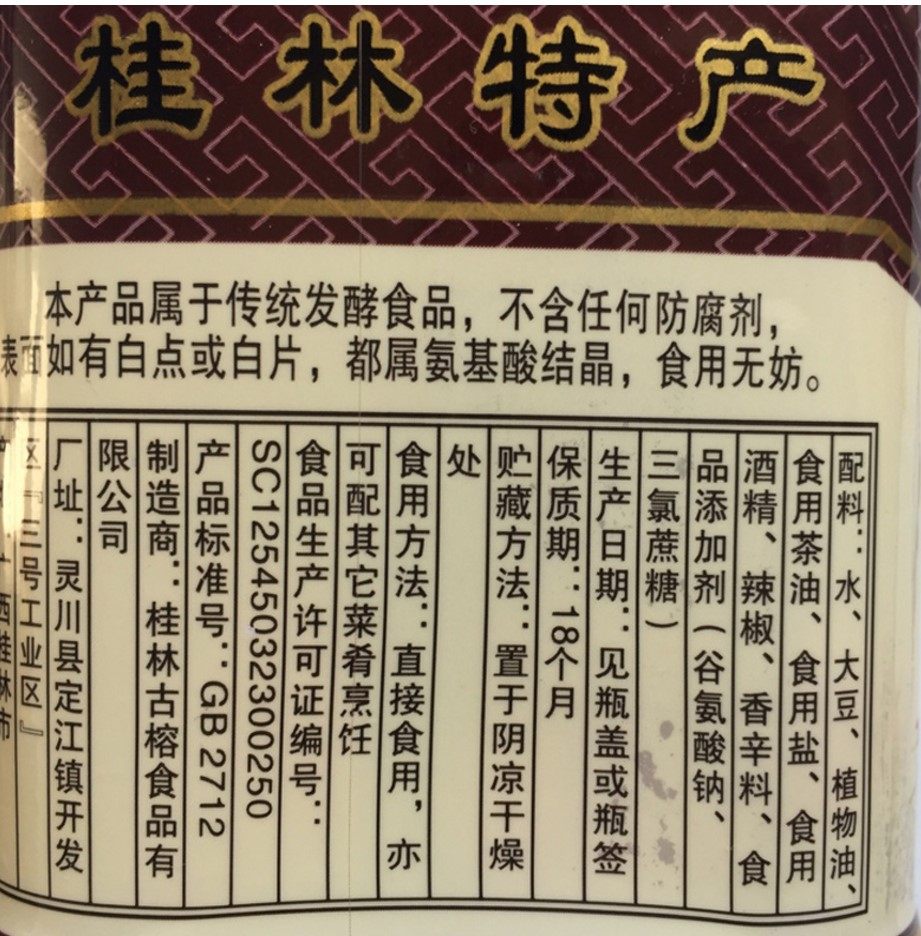 桂林特产
本产品属于传统发酵食品，不含任何防腐剂，
表面如有白点或白片，都属氨基酸结晶，食用无妨。
配料：水、大豆、植物油、
食用茶油、食用盐、食用
酒精、辣椒、香辛料、食
品添加剂（谷氨酸钠、
三氯蔗糖）
生产日期：见瓶盖或瓶签
保质期：18个月
贮藏方法：置于阴凉干燥
处
食用方法：直接食用，亦
可配其它菜肴烹饪
食品生产许可证编号：
SC12545032300250
产品标准号：GB 2712
制造商：桂林古榕食品有
限公司
厂址：灵川县定江镇开发
区『三号工业区』
西桂林市